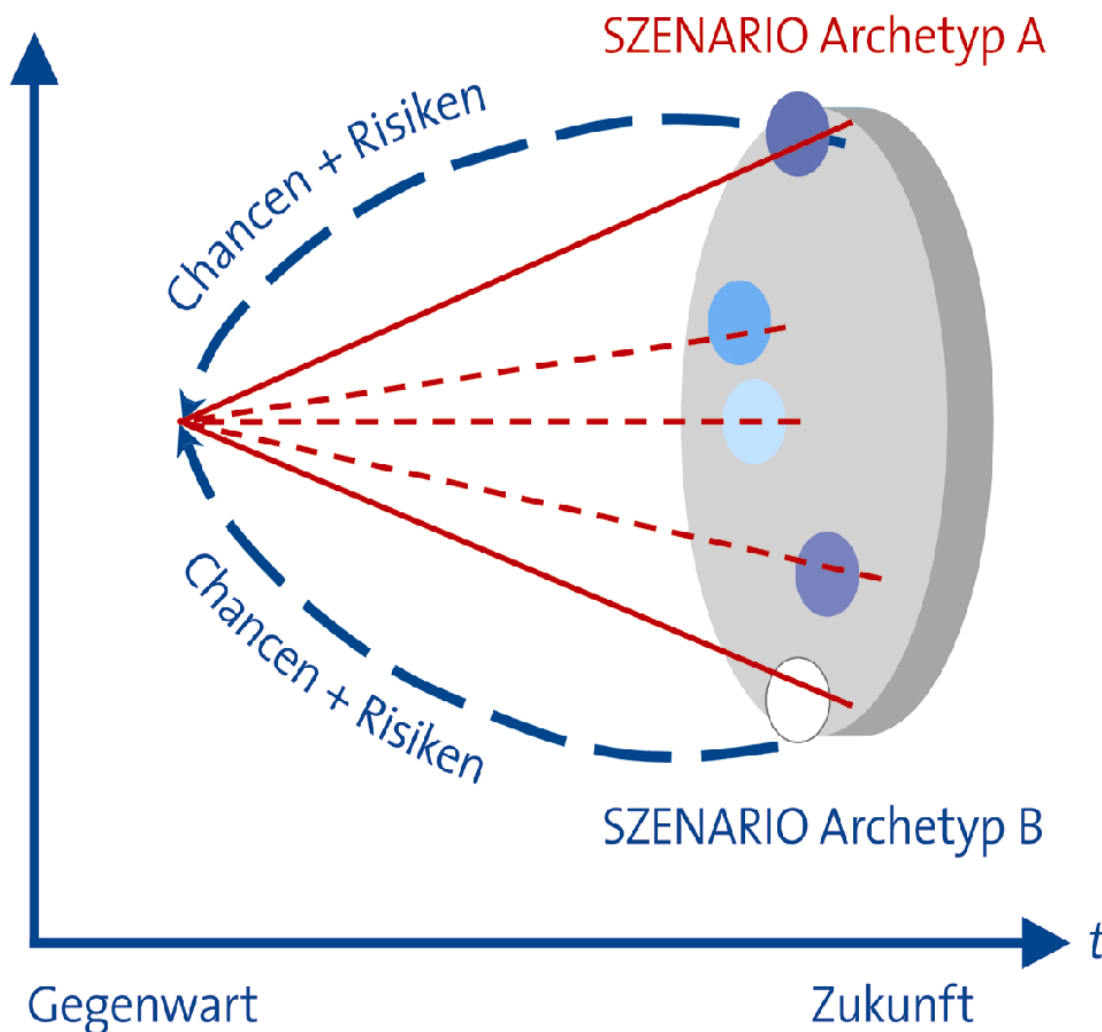 SZENARIO Archetyp A
Chancen + Risiken
Chancen + Risiken
SZENARIO Archetyp B
t
Gegenwart
Zukunft